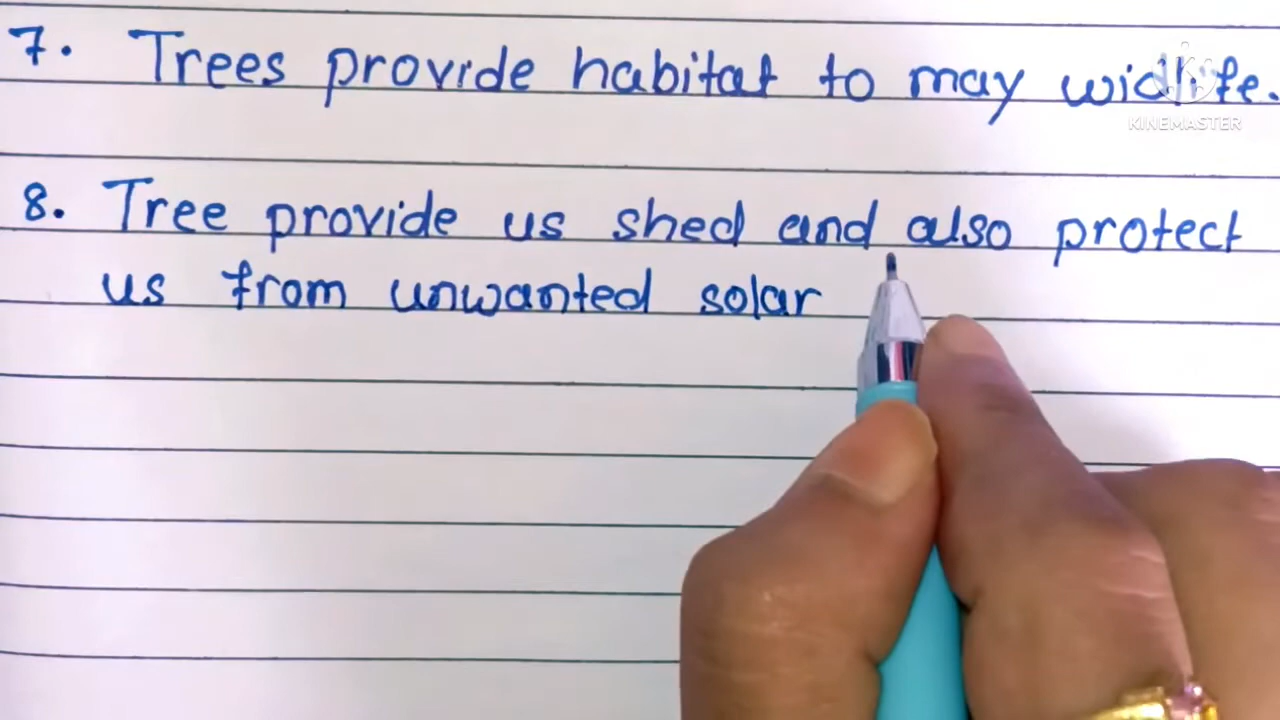 7. Trees provide habitat to may widlife.
KINEMASTER
8. Tree provide us shed and also protect
us from unwanted solar